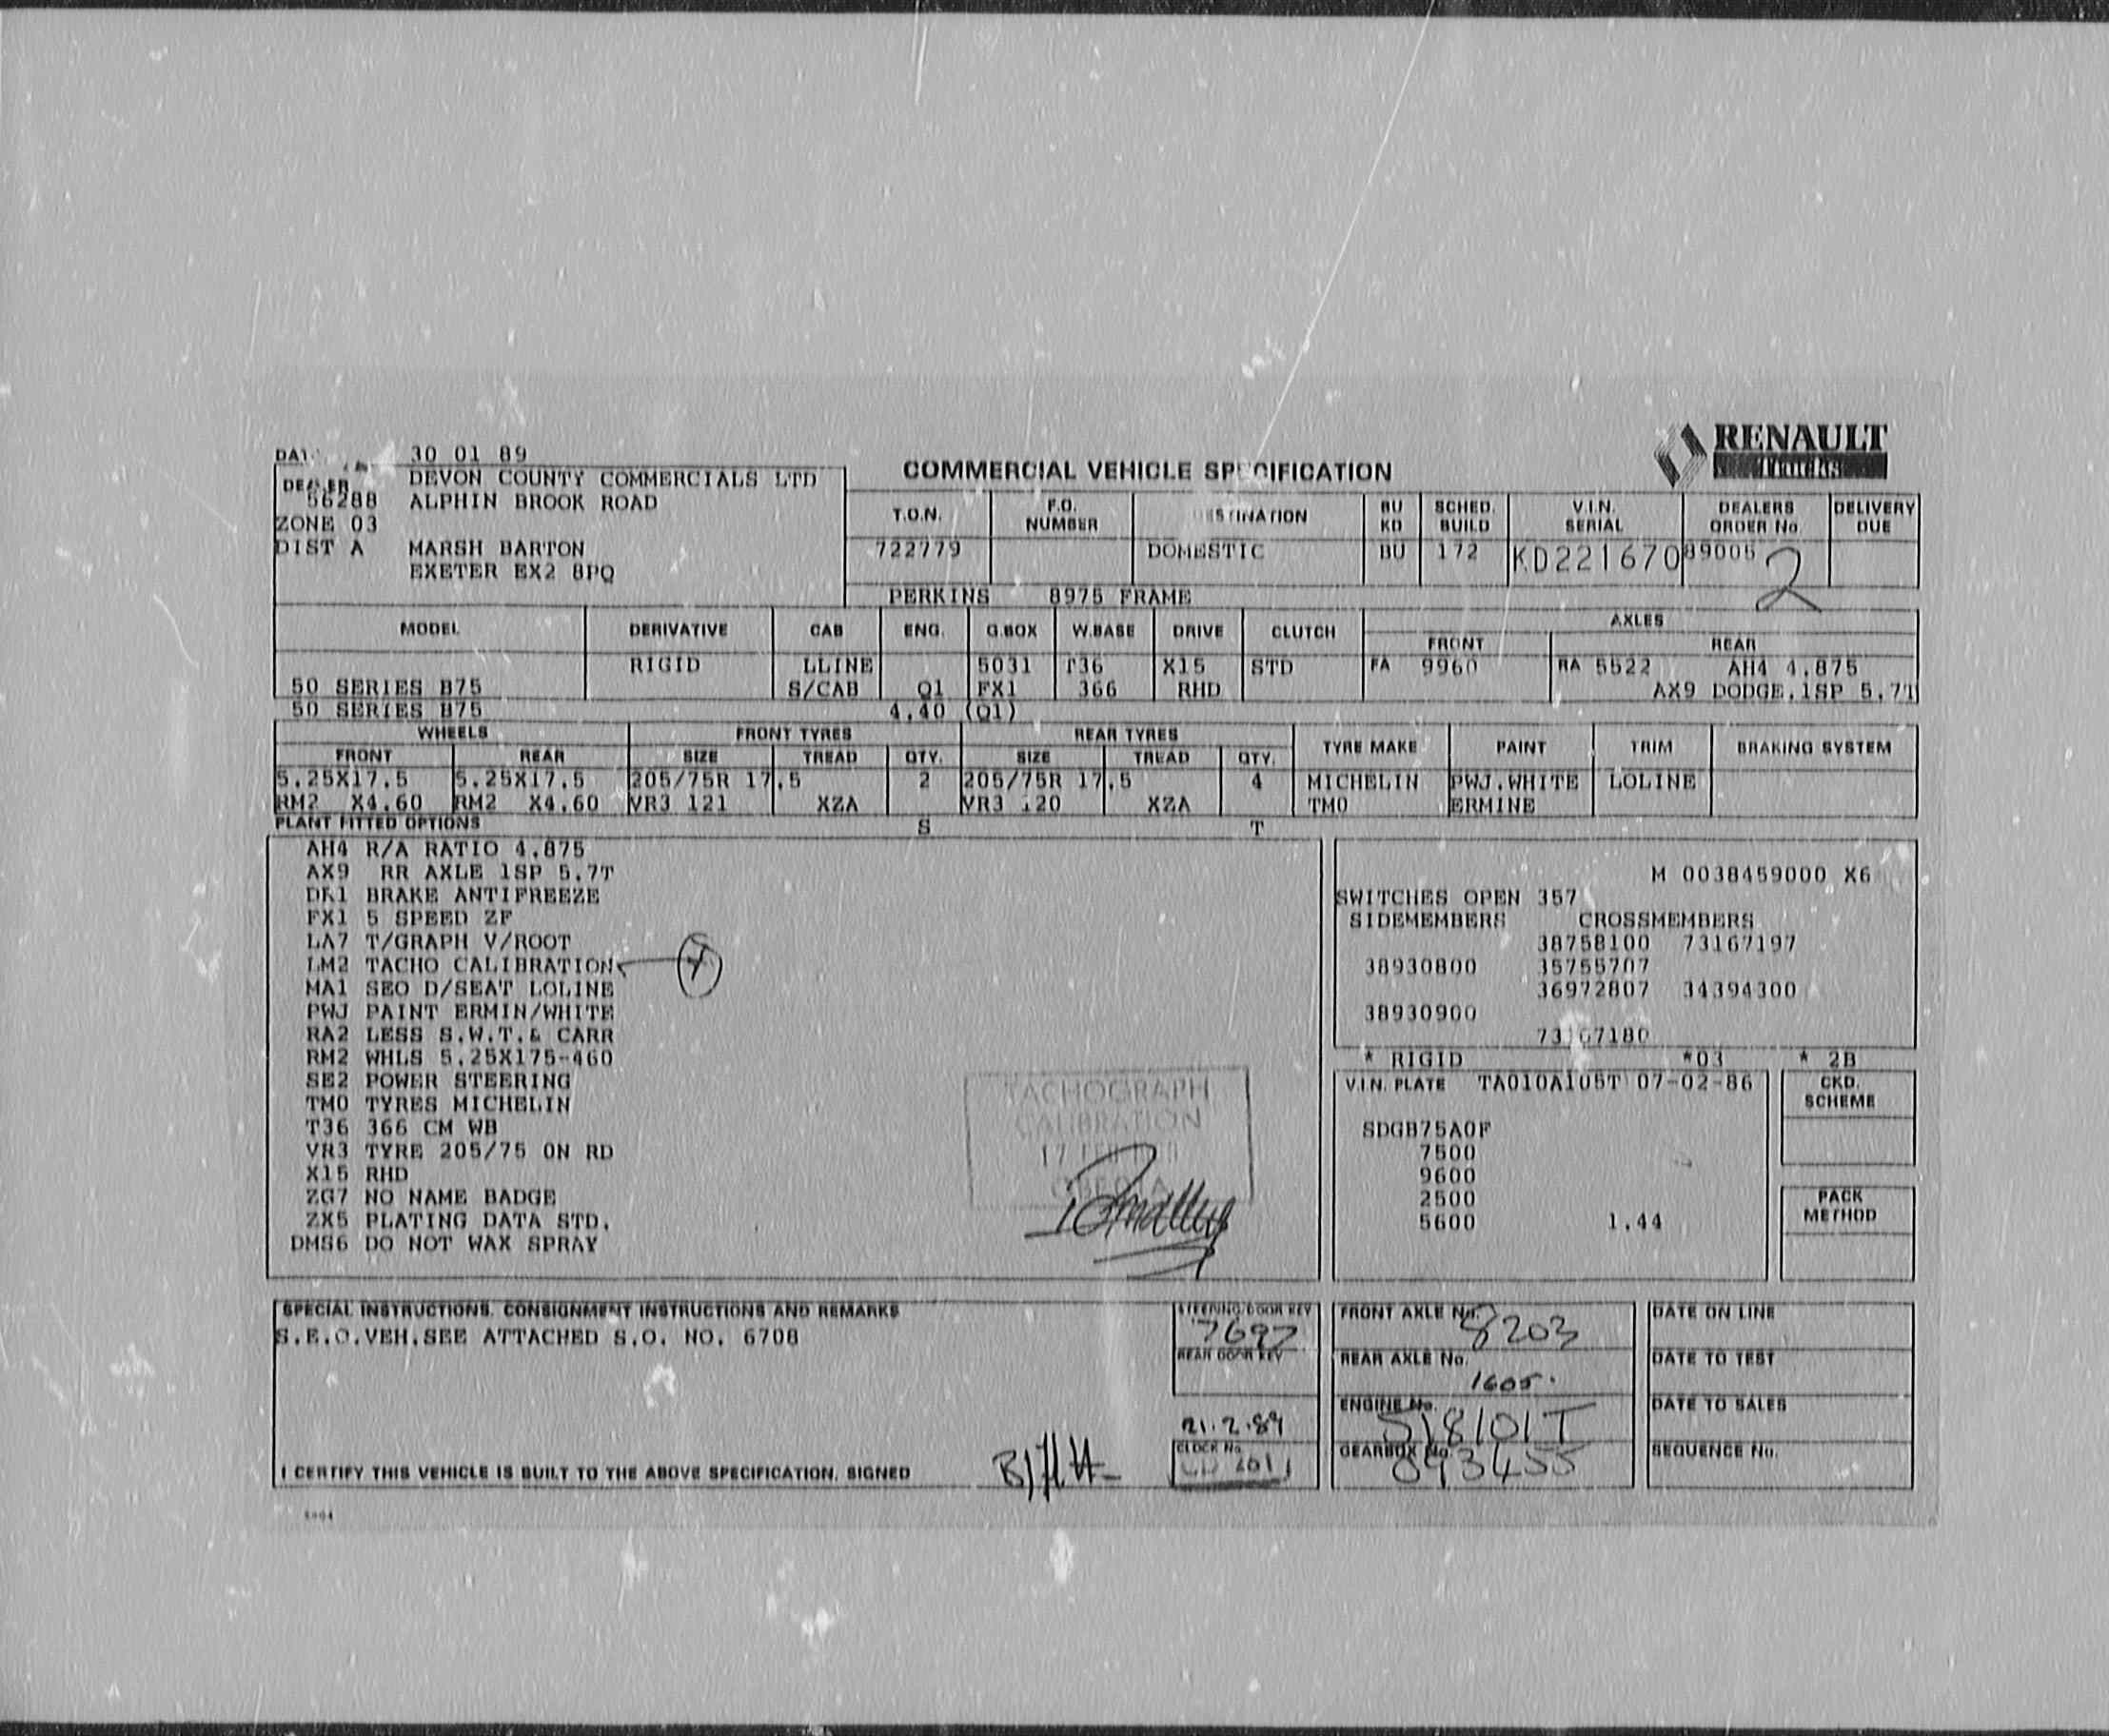 30 01 89
RENAULT
Trucks
COMMERCIAL VEHICLE SPECIFICATION
DEALER DEVON COUNTY COMMERCIALS LTD
56288 ALPHIN BROOK ROAD
ZONE 03
DIST A MARSH BARTON
EXETER EX2 8PQ
T.O.N. F.O. NUMBER DESTINATION BU KD SCHED. BUILD V.I.N. SERIAL DEALERS ORDER No. DELIVERY DUE
722779 DOMESTIC BU 172 KD221670 89005 2
PERKINS 8975 FRAME
MODEL DERIVATIVE CAB ENG. G.BOX W.BASE DRIVE CLUTCH AXLES
FRONT REAR
RIGID LLINE 5031 T36 X15 STD FA 9960 RA 5522 AH4 4.875
50 SERIES B75 S/CAB Q1 FX1 366 RHD AX9 DODGE.1SP 5.7T
50 SERIES B75 4.40 (Q1)
WHEELS FRONT TYRES REAR TYRES TYRE MAKE PAINT TRIM BRAKING SYSTEM
FRONT REAR SIZE TREAD QTY. SIZE TREAD QTY.
5.25X17.5 5.25X17.5 205/75R 17.5 2 205/75R 17.5 4 MICHELIN PWJ.WHITE LOLINE
RM2 X4.60 RM2 X4.60 VR3 121 XZA VR3 120 XZA TM0 ERMINE
PLANT FITTED OPTIONS S T
AH4 R/A RATIO 4.875
AX9 RR AXLE 1SP 5.7T
DK1 BRAKE ANTIFREEZE
FX1 5 SPEED ZF
LA7 T/GRAPH V/ROOT
LM2 TACHO CALIBRATION
MA1 SEO D/SEAT LOLINE
PWJ PAINT ERMIN/WHITE
RA2 LESS S.W.T.& CARR
RM2 WHLS 5.25X175-460
SE2 POWER STEERING
TM0 TYRES MICHELIN
T36 366 CM WB
VR3 TYRE 205/75 ON RD
X15 RHD
ZG7 NO NAME BADGE
ZX5 PLATING DATA STD.
DMS6 DO NOT WAX SPRAY
TACHOGRAPH
CALIBRATION
M 0038459000 X6
SWITCHES OPEN 357
SIDEMEMBERS CROSSMEMBERS
38758100 73167197
38930800 35755707
36972807 34394300
38930900
73167180
* RIGID *03 * 2B
V.I.N. PLATE TA010A105T 07-02-86
SDGB75A0F
7500
9600
2500
5600 1.44
CKD. SCHEME
PACK METHOD
SPECIAL INSTRUCTIONS. CONSIGNMENT INSTRUCTIONS AND REMARKS
S.E.O.VEH.SEE ATTACHED S.O. NO. 6708
I CERTIFY THIS VEHICLE IS BUILT TO THE ABOVE SPECIFICATION. SIGNED
STEERING/DOOR KEY
7697
REAR DOOR KEY
21.2.89
CLOCK No.
FRONT AXLE No. 8203
REAR AXLE No.
1605.
ENGINE No.
518101T
GEARBOX No. 093455
DATE ON LINE
DATE TO TEST
DATE TO SALES
SEQUENCE No.